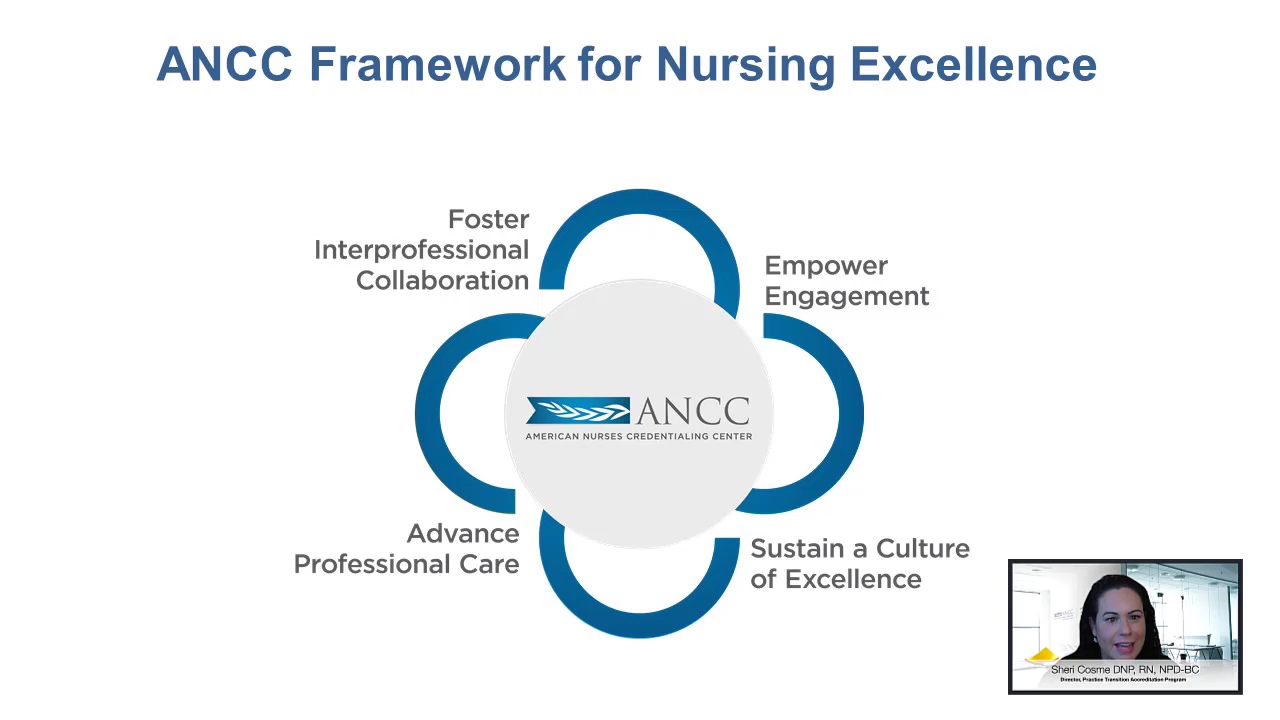 ANCC Framework for Nursing Excellence
Foster
Interprofessional
Collaboration
Empower
Engagement
ANCC
AMERICAN NURSES CREDENTIALING CENTER
Advance
Professional Care
Sustain a Culture
of Excellence
ANCC
Sheri Cosme DNP, RN, NPD-BC
Director, Practice Transition Accreditation Program